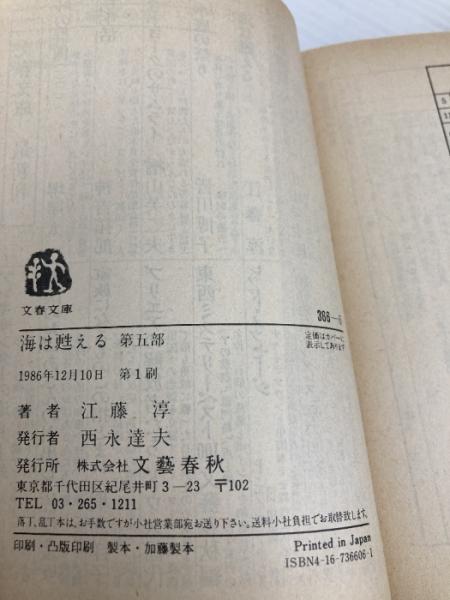 文春文庫
366—6
海は甦える 第五部
定価はカバーに
表示してあります
1986年12月10日 第1刷
著者 江藤 淳
発行者 西永達夫
発行所 株式会社 文藝春秋
東京都千代田区紀尾井町3—23 〒102
TEL 03・265・1211
落丁、乱丁本は、お手数ですが小社営業部宛お送り下さい。送料小社負担でお取替致します。
印刷・凸版印刷 製本・加藤製本
Printed in Japan
ISBN4-16-736606-1